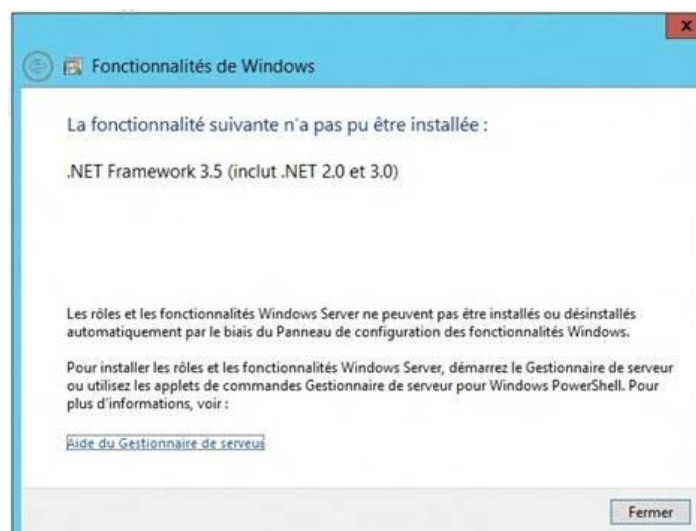 x
Fonctionnalités de Windows
La fonctionnalité suivante n'a pas pu être installée :
.NET Framework 3.5 (inclut .NET 2.0 et 3.0)
Les rôles et les fonctionnalités Windows Server ne peuvent pas être installés ou désinstallés
automatiquement par le biais du Panneau de configuration des fonctionnalités Windows.
Pour installer les rôles et les fonctionnalités Windows Server, démarrez le Gestionnaire de serveur
ou utilisez les applets de commandes Gestionnaire de serveur pour Windows PowerShell. Pour
plus d'informations, voir :
Aide du Gestionnaire de serveur
Fermer